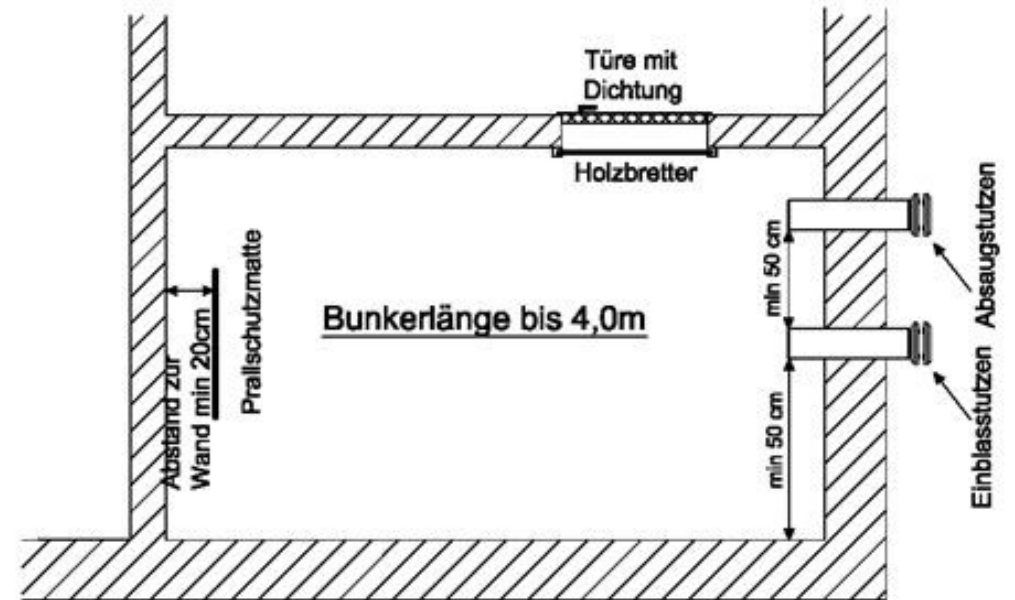 Türe mit
Dichtung
Holzbretter
Absaugstutzen
min 50 cm
Bunkerlänge bis 4,0m
Prallschutzmatte
Abstand zur
Wand min 20cm
Einblasstutzen
min 50 cm